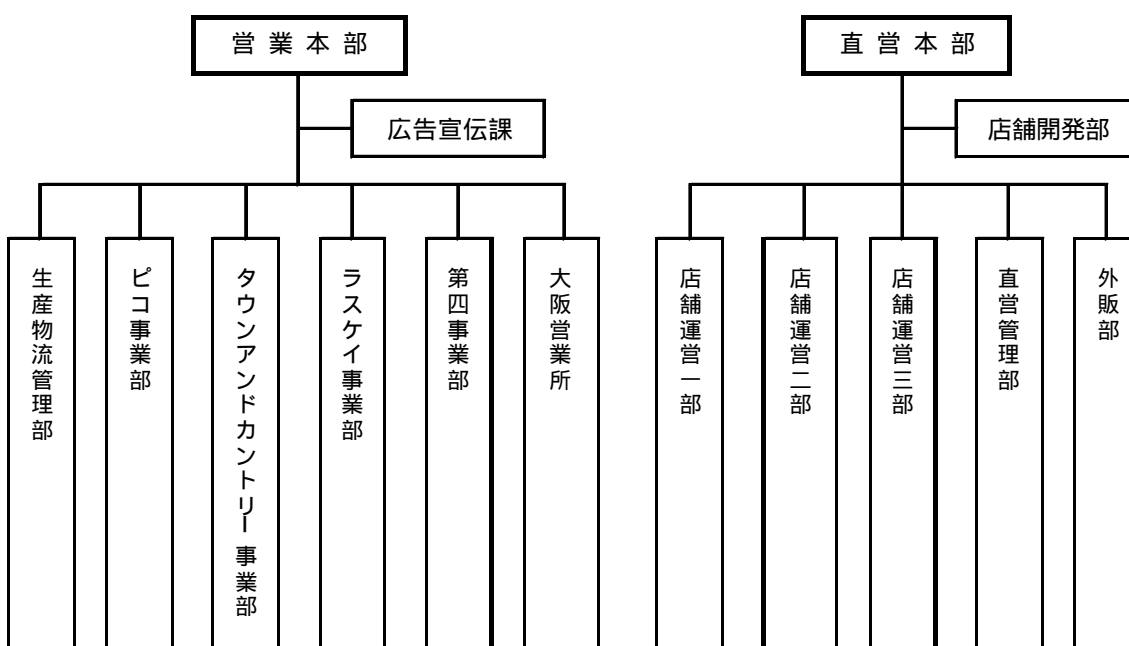 営業本部
直営本部
広告宣伝課
店舗開発部
生産物流管理部
ピコ事業部
タウンアンドカントリー事業部
ラスケイ事業部
第四事業部
大阪営業所
店舗運営一部
店舗運営二部
店舗運営三部
直営管理部
外販部